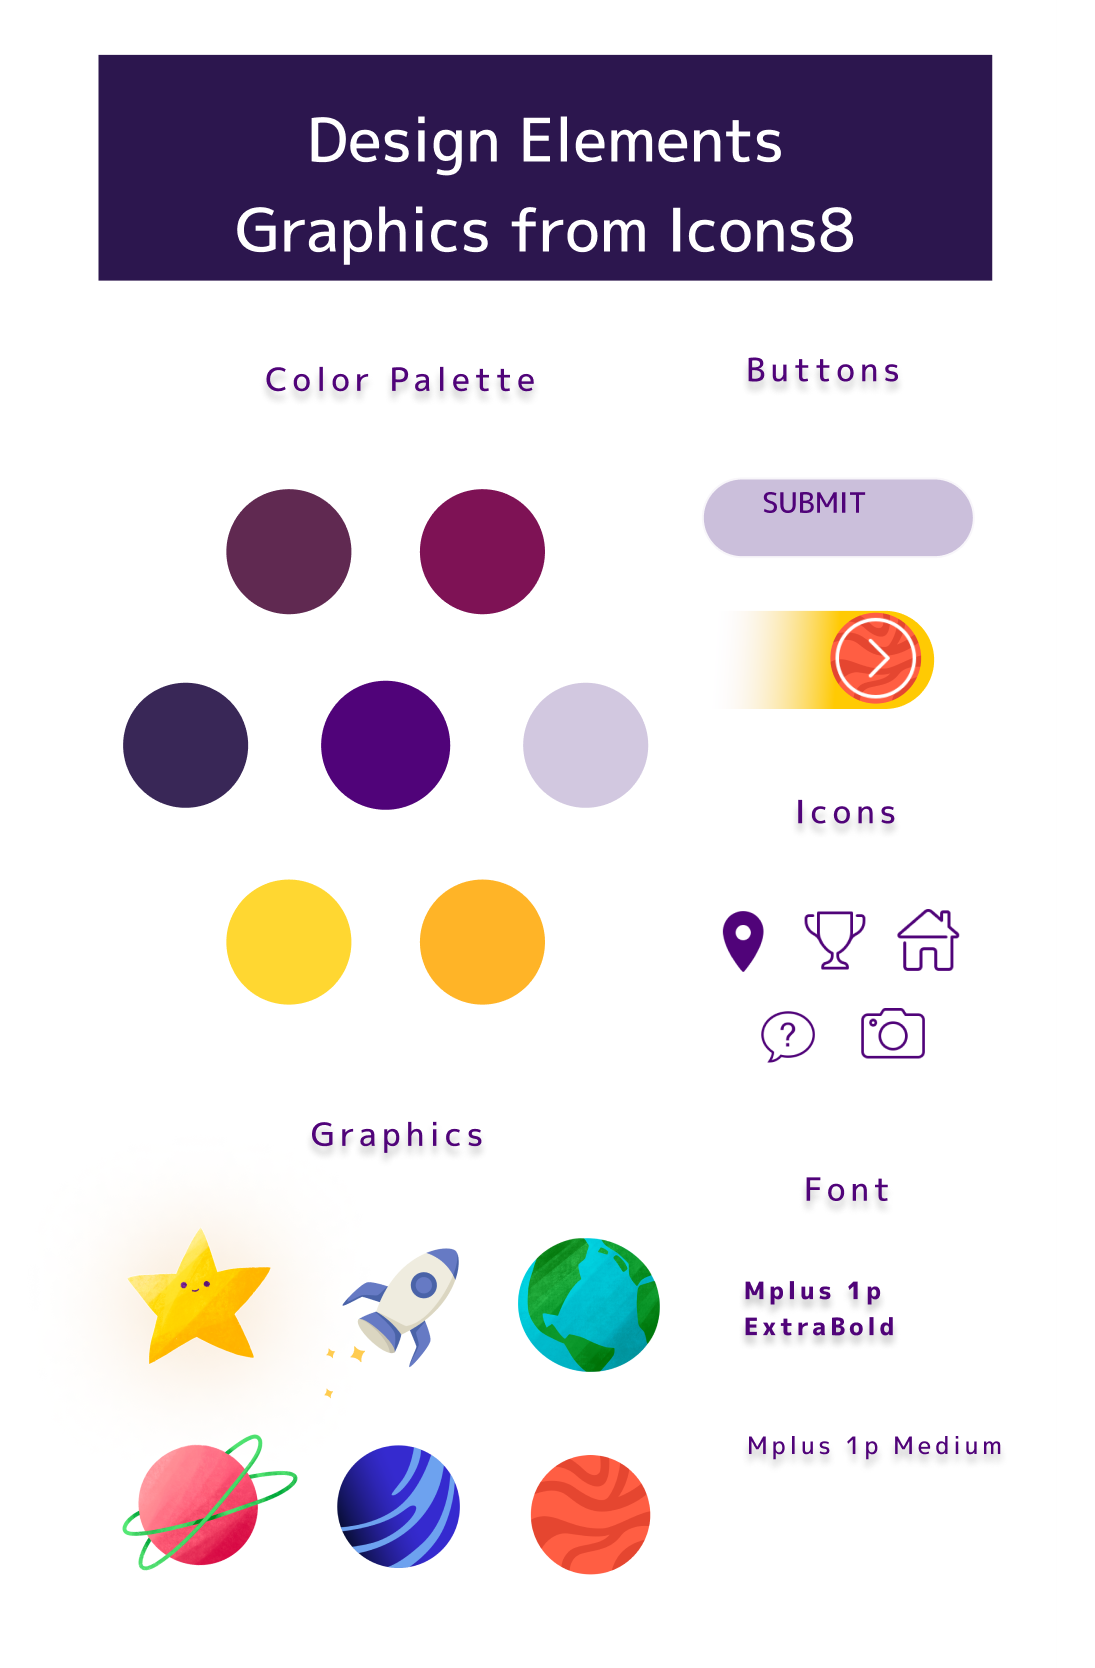 Design Elements
Graphics from Icons8
Color Palette
Buttons
SUBMIT
Icons
?
Graphics
Font
Mplus 1p
ExtraBold
Mplus 1p Medium